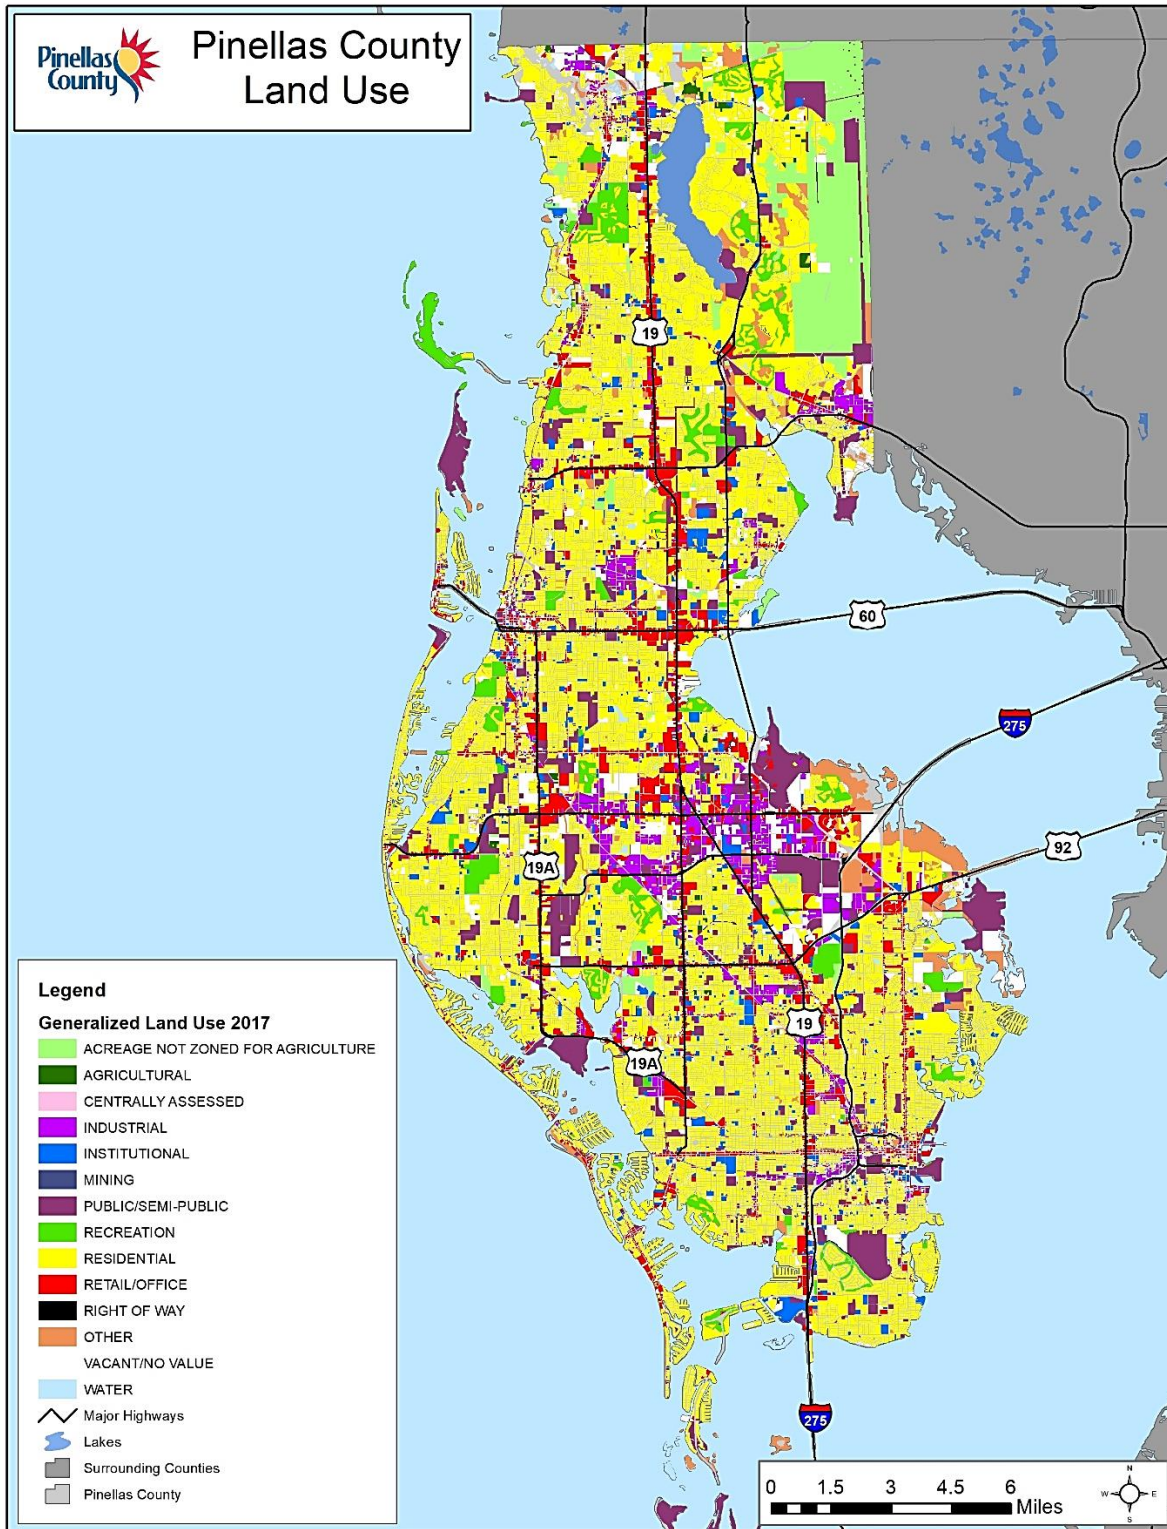 Pinellas
County
Pinellas County
Land Use
19
60
275
92
19A
19
19A
275
Legend
Generalized Land Use 2017
ACREAGE NOT ZONED FOR AGRICULTURE
AGRICULTURAL
CENTRALLY ASSESSED
INDUSTRIAL
INSTITUTIONAL
MINING
PUBLIC/SEMI-PUBLIC
RECREATION
RESIDENTIAL
RETAIL/OFFICE
RIGHT OF WAY
OTHER
VACANT/NO VALUE
WATER
Major Highways
Lakes
Surrounding Counties
Pinellas County
0 1.5 3 4.5 6
Miles
N
W E
S